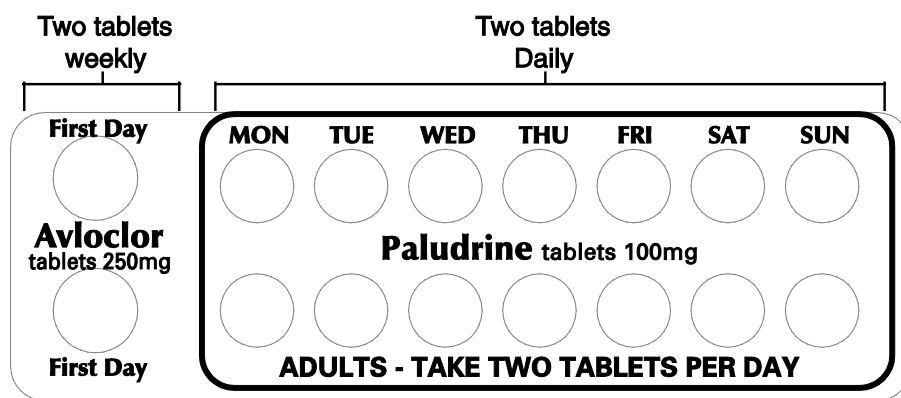 Two tablets
weekly
Two tablets
Daily
First Day
MON TUE WED THU FRI SAT SUN
Avloclor
tablets 250mg
Paludrine tablets 100mg
First Day
ADULTS - TAKE TWO TABLETS PER DAY